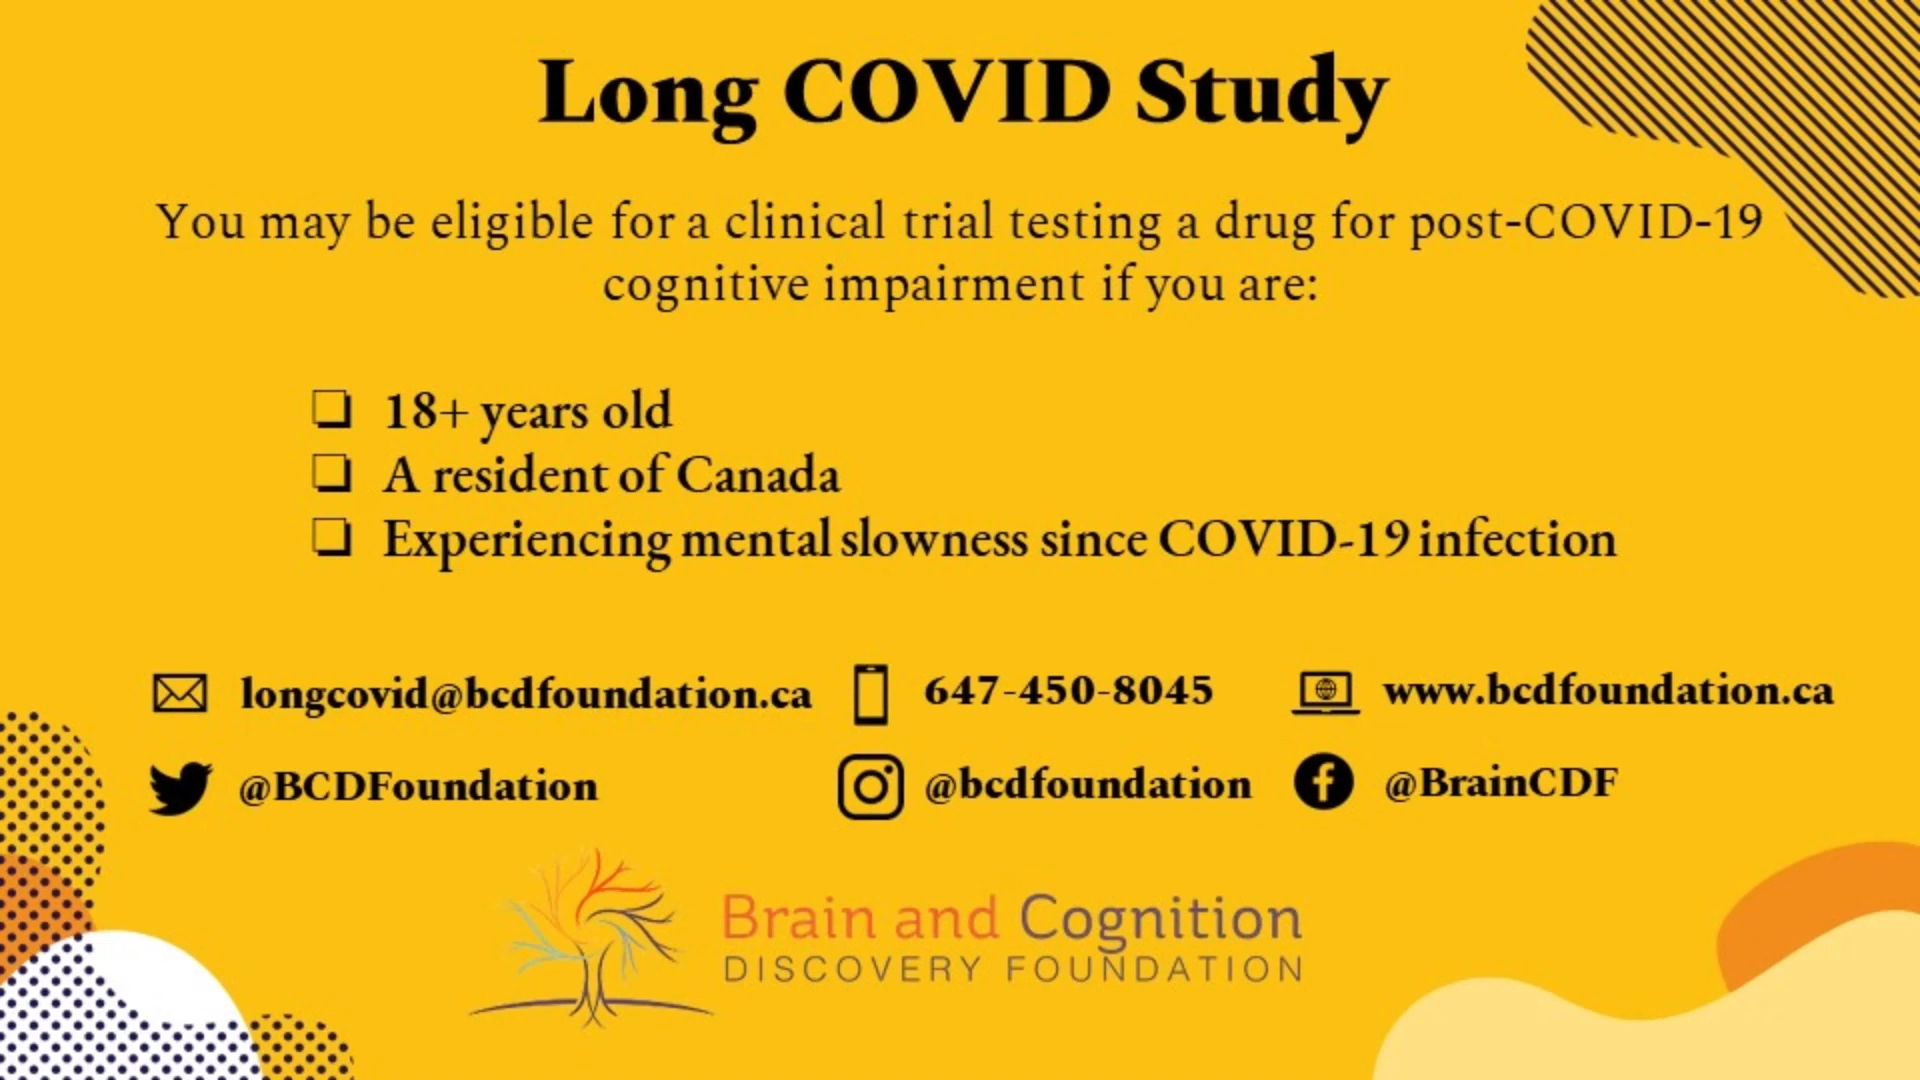 Long COVID Study
You may be eligible for a clinical trial testing a drug for post-COVID-19
cognitive impairment if you are:
❏ 18+ years old
❏ A resident of Canada
❏ Experiencing mental slowness since COVID-19 infection
longcovid@bcdfoundation.ca 647-450-8045 www.bcdfoundation.ca
@BCDFoundation @bcdfoundation @BrainCDF
Brain and Cognition
DISCOVERY FOUNDATION